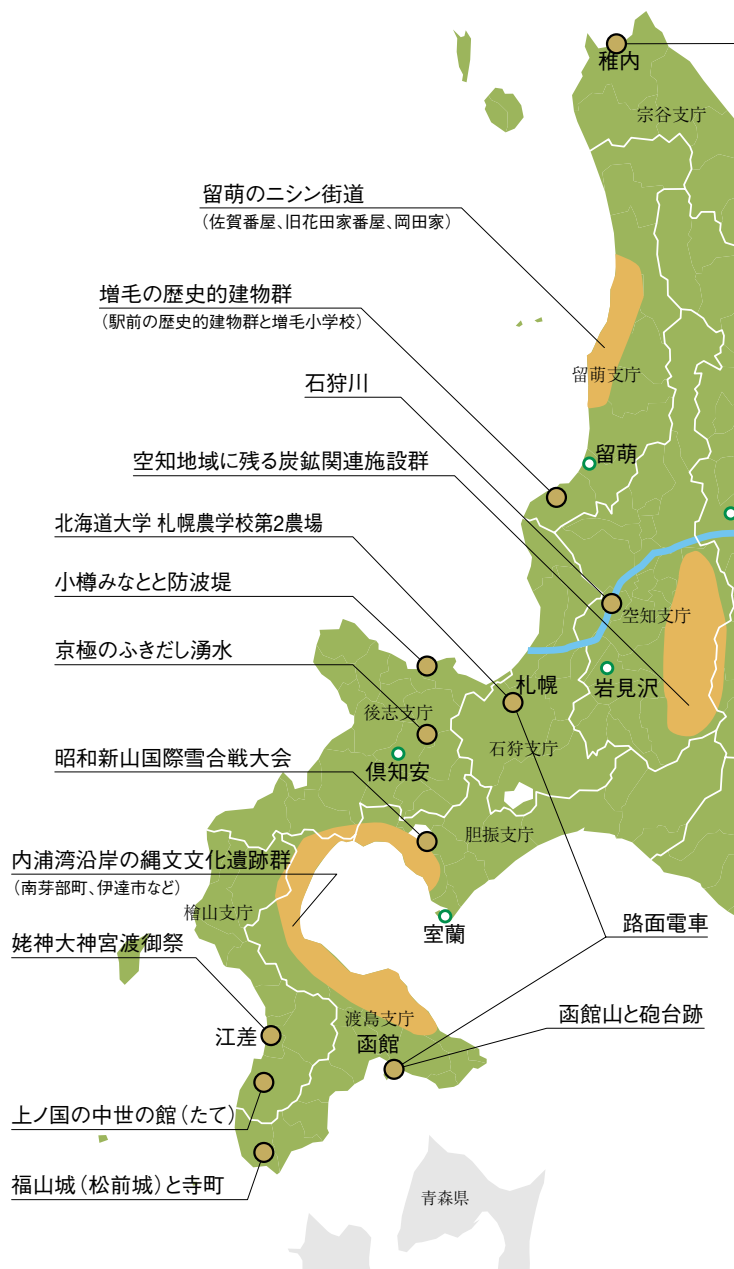 稚内
宗谷支庁
留萌のニシン街道
（佐賀番屋、旧花田家番屋、岡田家）
増毛の歴史的建物群
（駅前の歴史的建物群と増毛小学校）
留萌支庁
石狩川
留萌
空知地域に残る炭鉱関連施設群
北海道大学 札幌農学校第2農場
小樽みなとと防波堤
空知支庁
京極のふきだし湧水
札幌
岩見沢
後志支庁
石狩支庁
昭和新山国際雪合戦大会
倶知安
胆振支庁
内浦湾沿岸の縄文文化遺跡群
（南芽部町、伊達市など）
檜山支庁
室蘭
路面電車
姥神大神宮渡御祭
渡島支庁
函館山と砲台跡
江差
函館
上ノ国の中世の館（たて）
福山城（松前城）と寺町
青森県